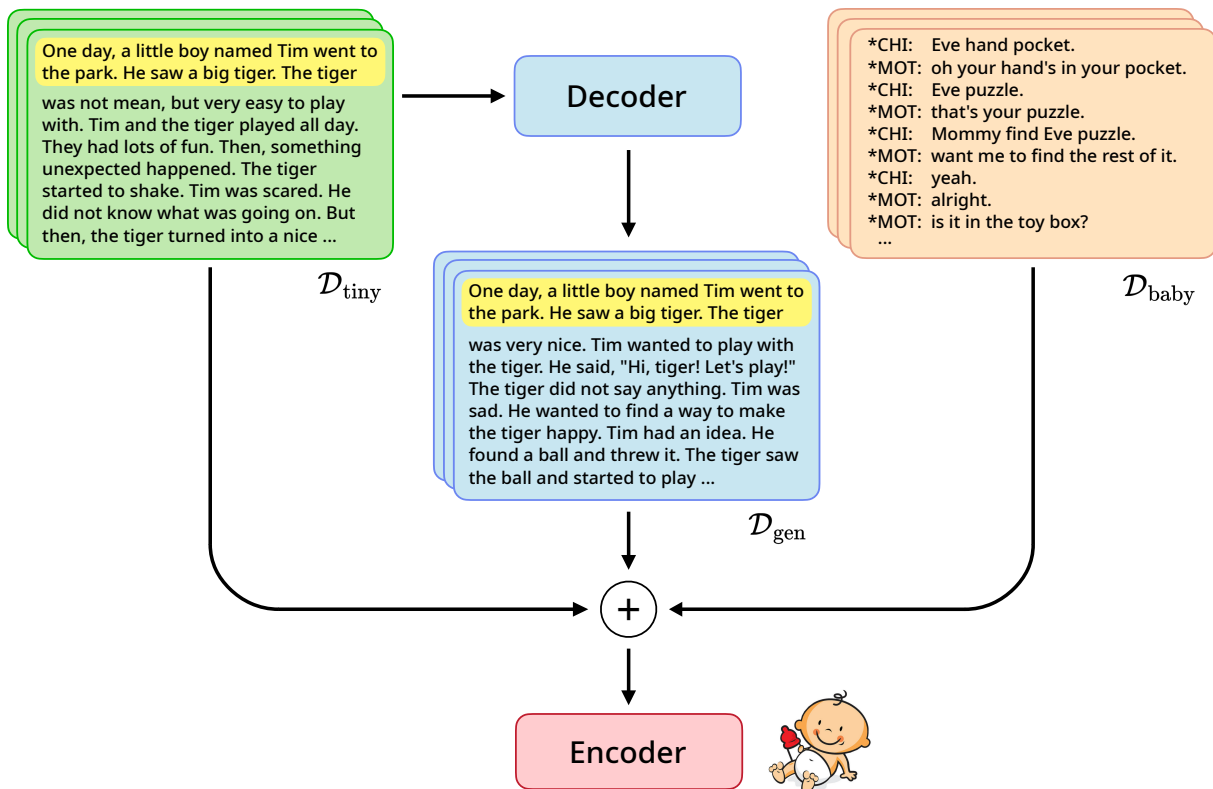 One day, a little boy named Tim went to
the park. He saw a big tiger. The tiger
was not mean, but very easy to play
with. Tim and the tiger played all day.
They had lots of fun. Then, something
unexpected happened. The tiger
started to shake. Tim was scared. He
did not know what was going on. But
then, the tiger turned into a nice ...
𝒟tiny
Decoder
*CHI: Eve hand pocket.
*MOT: oh your hand's in your pocket.
*CHI: Eve puzzle.
*MOT: that's your puzzle.
*CHI: Mommy find Eve puzzle.
*MOT: want me to find the rest of it.
*CHI: yeah.
*MOT: alright.
*MOT: is it in the toy box?
...
𝒟baby
One day, a little boy named Tim went to
the park. He saw a big tiger. The tiger
was very nice. Tim wanted to play with
the tiger. He said, "Hi, tiger! Let's play!"
The tiger did not say anything. Tim was
sad. He wanted to find a way to make
the tiger happy. Tim had an idea. He
found a ball and threw it. The tiger saw
the ball and started to play ...
𝒟gen
+
Encoder